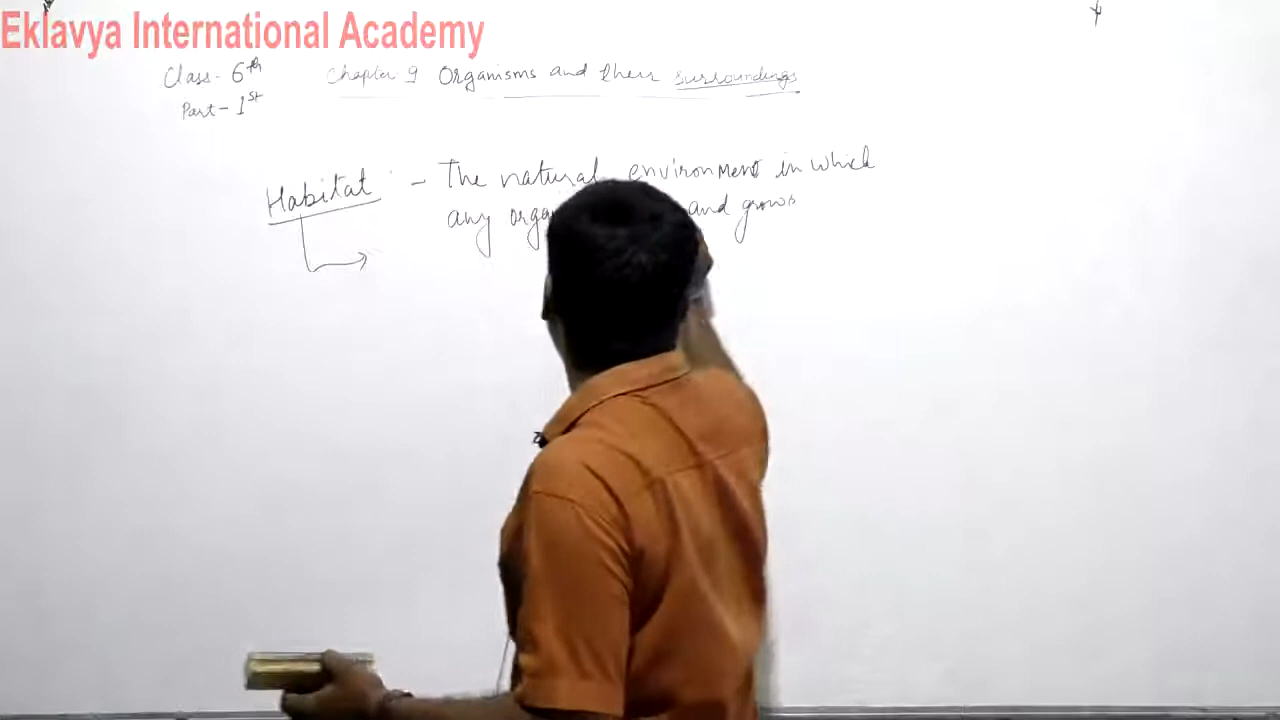 Eklavya International Academy
Class - 6th Chapter 9 Organisms and their surroundings
Part - 1st
Habitat - The natural environment in which
any and grows